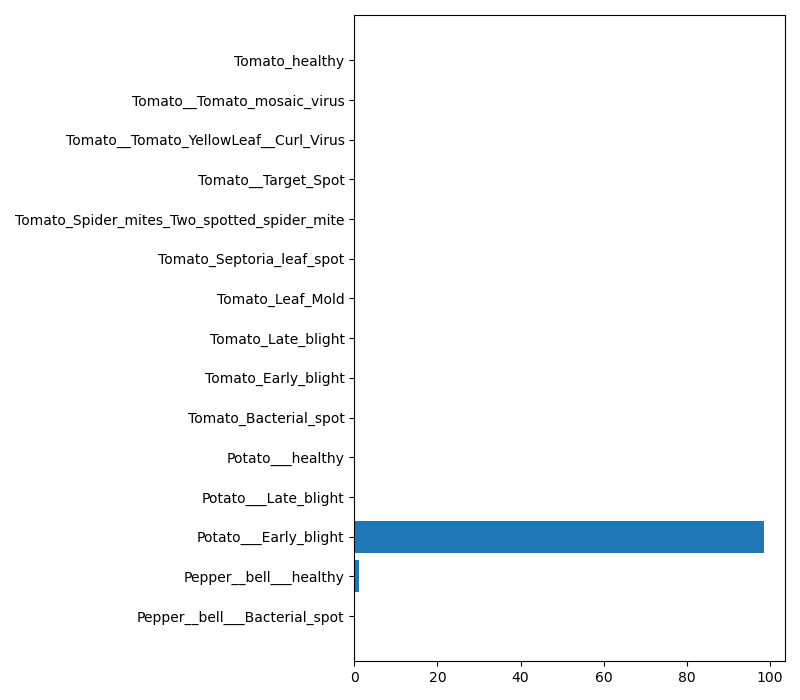 Tomato_healthy
Tomato__Tomato_mosaic_virus
Tomato__Tomato_YellowLeaf__Curl_Virus
Tomato__Target_Spot
Tomato_Spider_mites_Two_spotted_spider_mite
Tomato_Septoria_leaf_spot
Tomato_Leaf_Mold
Tomato_Late_blight
Tomato_Early_blight
Tomato_Bacterial_spot
Potato___healthy
Potato___Late_blight
Potato___Early_blight
Pepper__bell___healthy
Pepper__bell___Bacterial_spot
0 20 40 60 80 100